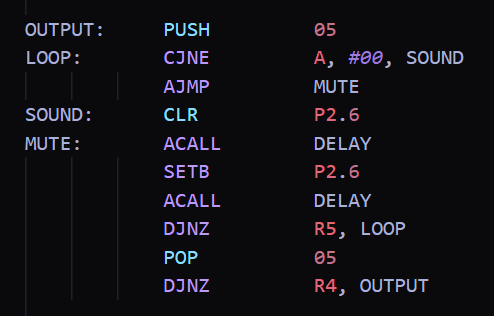 OUTPUT: PUSH 05
LOOP: CJNE A, #00, SOUND
AJMP MUTE
SOUND: CLR P2.6
MUTE: ACALL DELAY
SETB P2.6
ACALL DELAY
DJNZ R5, LOOP
POP 05
DJNZ R4, OUTPUT